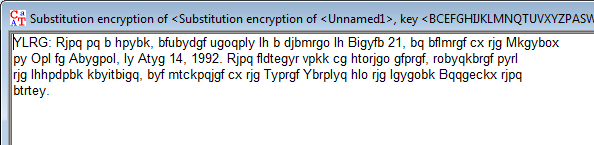 Substitution encryption of <Substitution encryption of <Unnamed1>, key <BCEFGHIJKLMNQTUVXYZPASW
YLRG: Rjpq pq b hpybk, bfubydgf ugoqply lh b djbmrgo lh Bigyfb 21, bq bflmrgf cx rjg Mkgybox
py Opl fg Abygpol, ly Atyg 14, 1992. Rjpq fldtegyr vpkk cg htorjgo gfprgf, robyqkbrgf pyrl
rjg lhhpdpbk kbyitbigq, byf mtckpqjgf cx rjg Typrgf Ybrplyq hlo rjg lgygobk Bqqgeckx rjpq
btrtey.